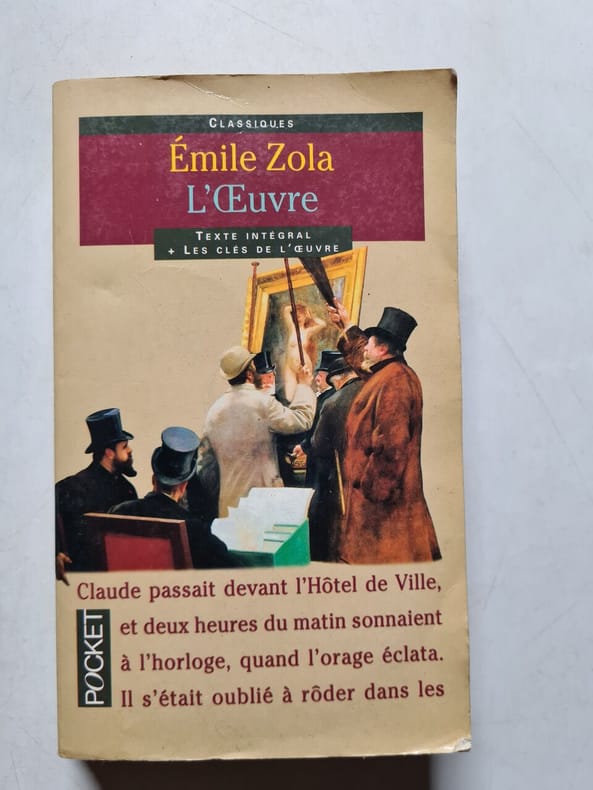 CLASSIQUES
Émile Zola
L'Œuvre
TEXTE INTÉGRAL
+ LES CLÉS DE L'ŒUVRE
Claude passait devant l'Hôtel de Ville,
et deux heures du matin sonnaient
à l'horloge, quand l'orage éclata.
Il s'était oublié à rôder dans les
POCKET